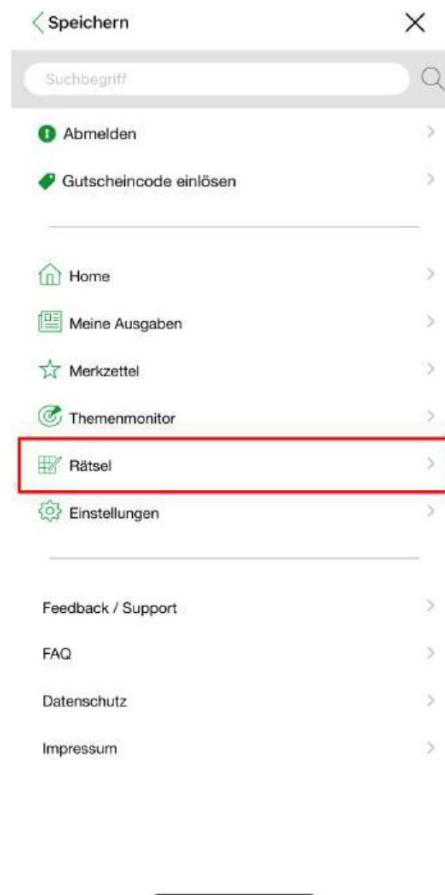 Speichern
Suchbegriff
Abmelden
Gutscheincode einlösen
Home
Meine Ausgaben
Merkzettel
Themenmonitor
Rätsel
Einstellungen
Feedback / Support
FAQ
Datenschutz
Impressum